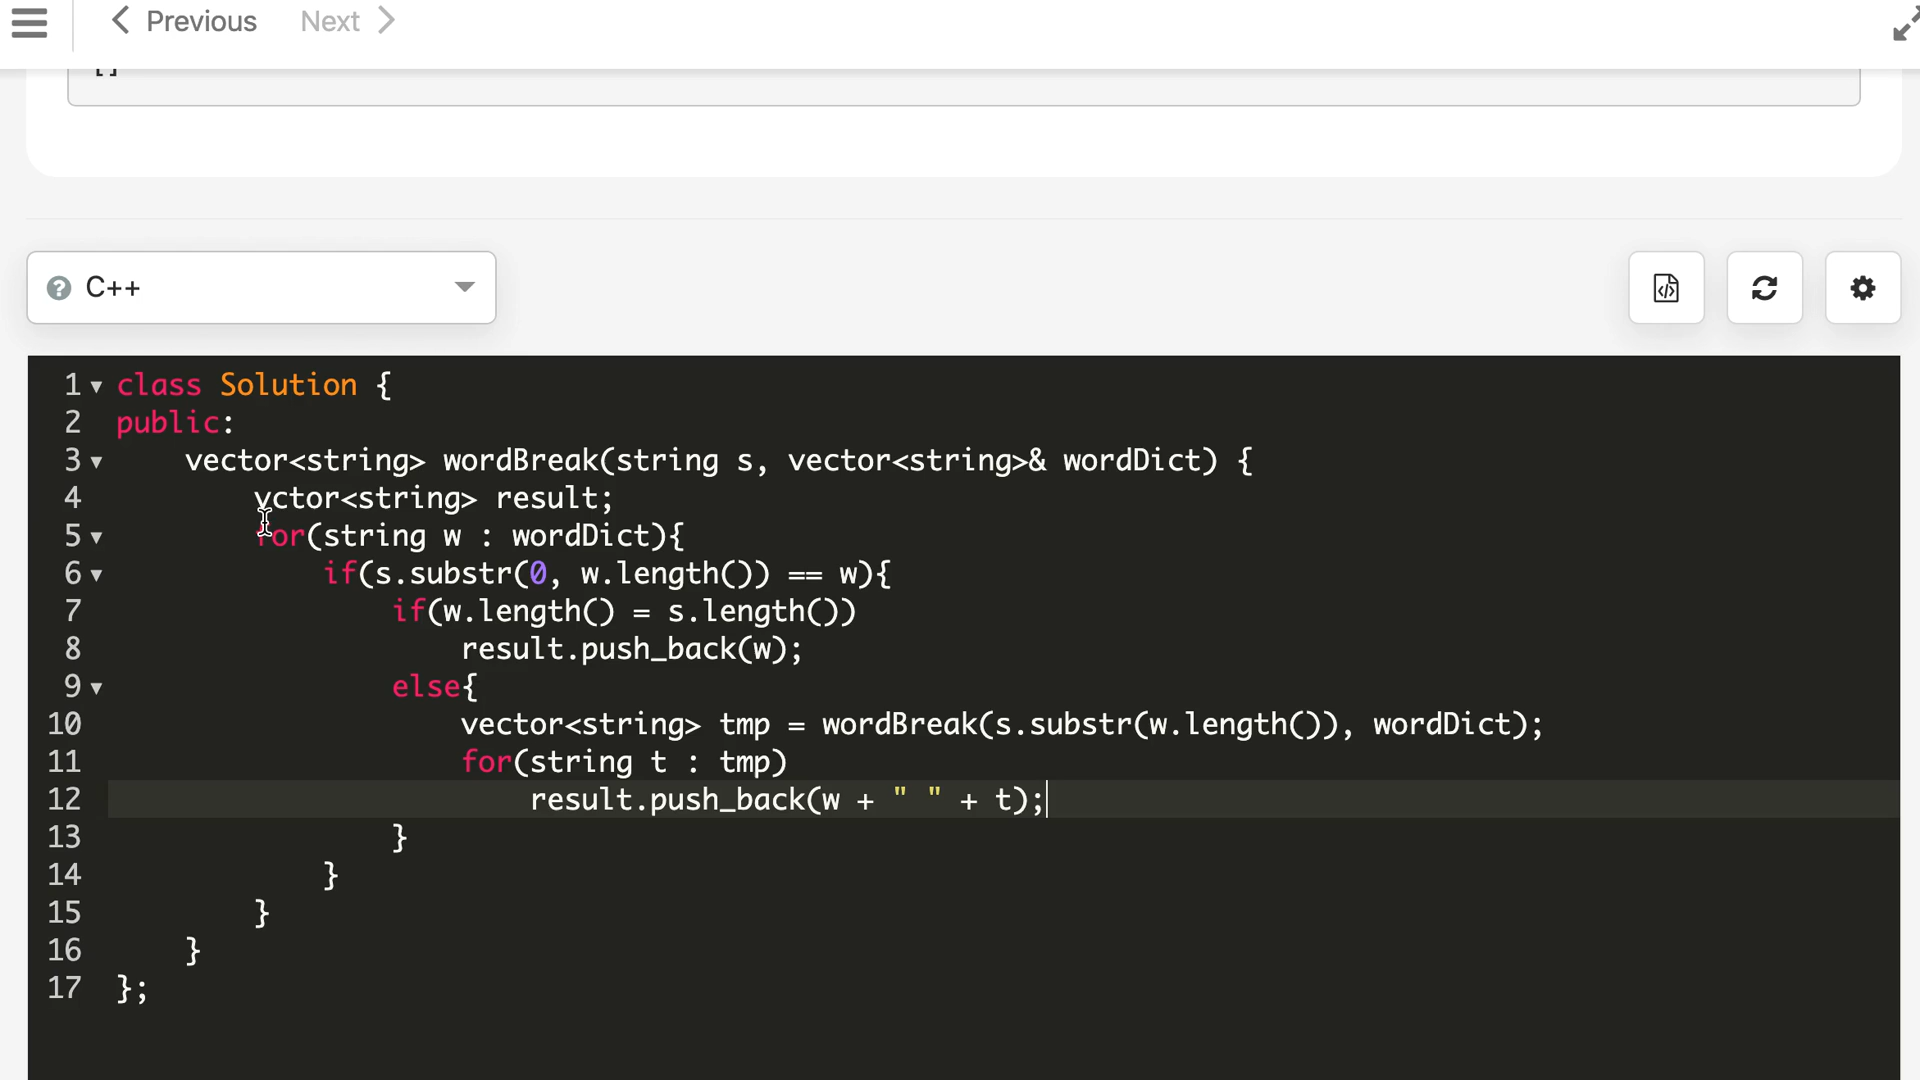 Previous Next
[]
C++
1 class Solution {
2 public:
3 vector<string> wordBreak(string s, vector<string>& wordDict) {
4 vctor<string> result;
5 for(string w : wordDict){
6 if(s.substr(0, w.length()) == w){
7 if(w.length() = s.length())
8 result.push_back(w);
9 else{
10 vector<string> tmp = wordBreak(s.substr(w.length()), wordDict);
11 for(string t : tmp)
12 result.push_back(w + " " + t);
13 }
14 }
15 }
16 }
17 };